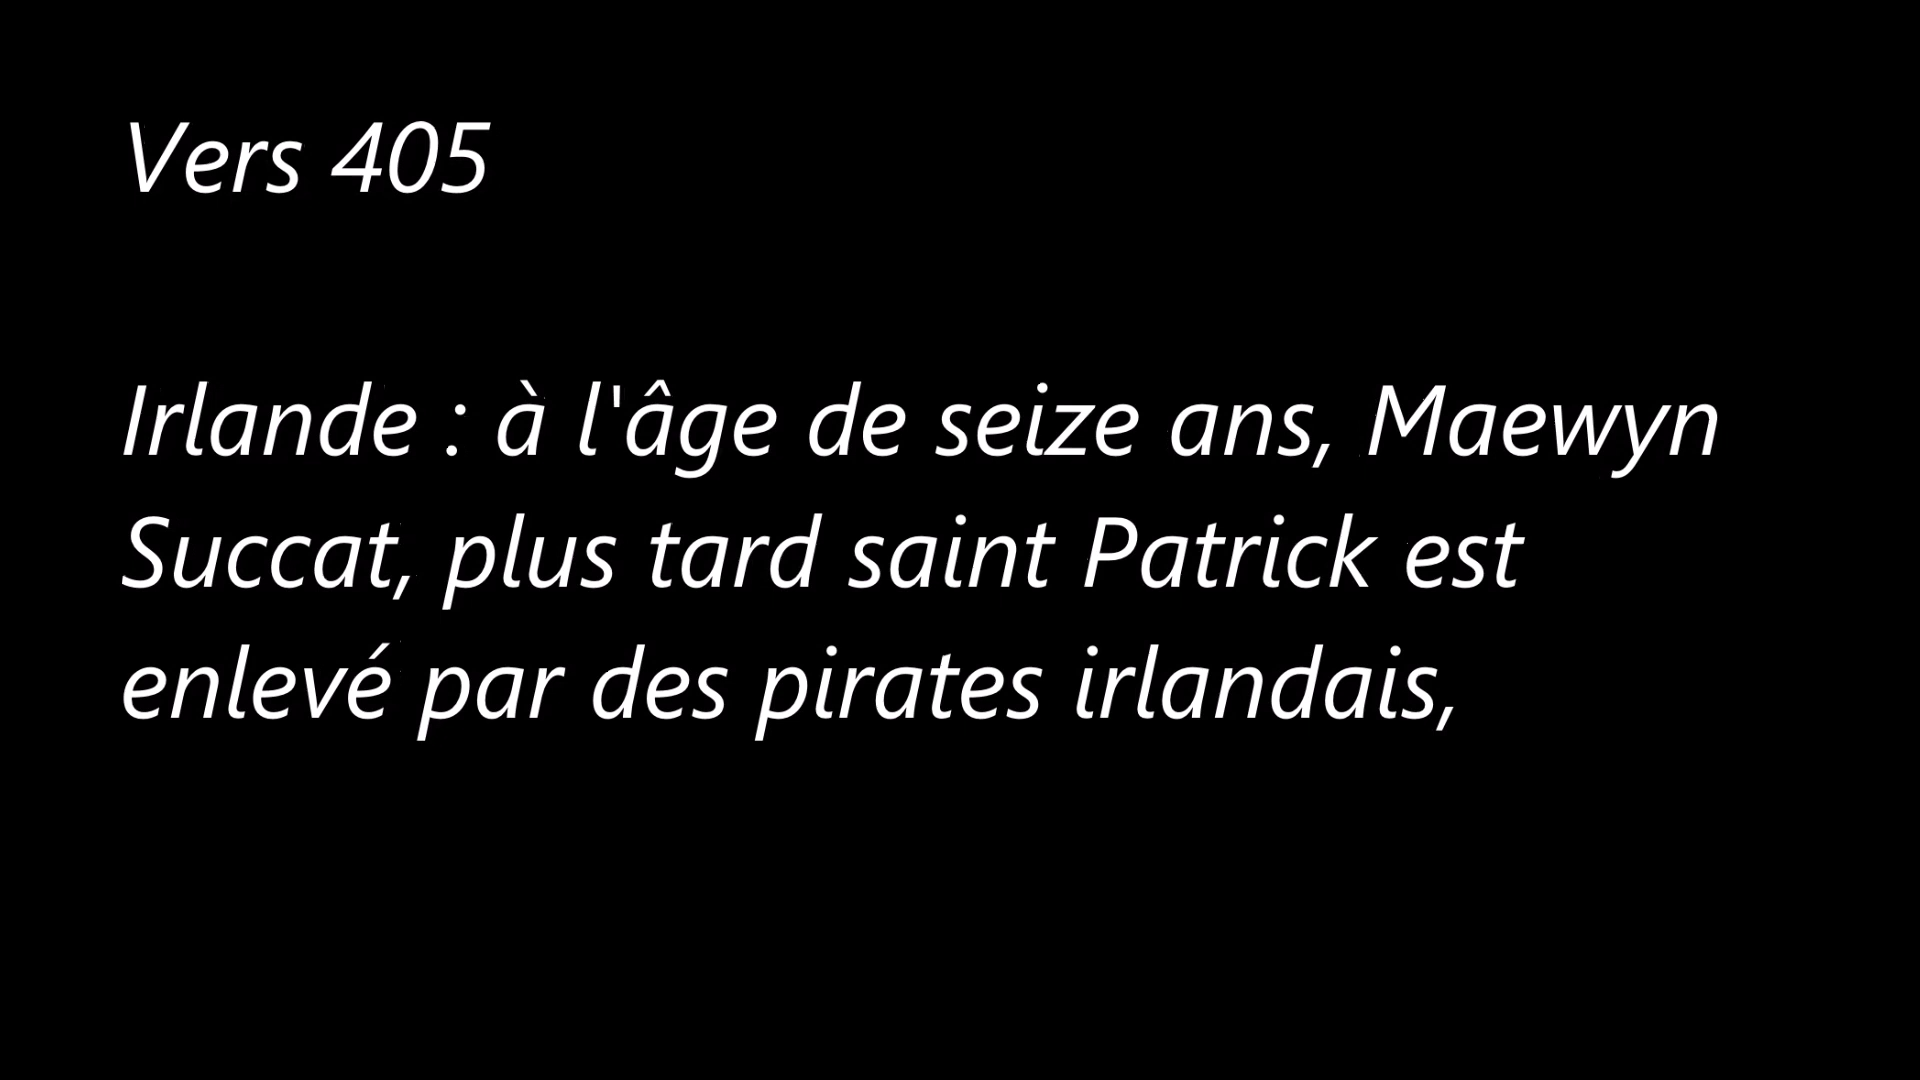 Vers 405
Irlande : à l'âge de seize ans, Maewyn
Succat, plus tard saint Patrick est
enlevé par des pirates irlandais,